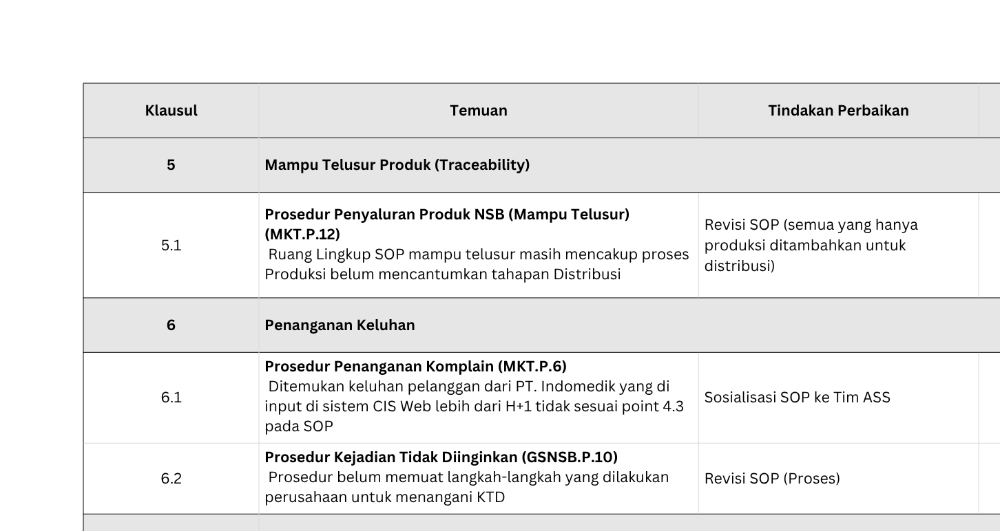 Klausul
Temuan
Tindakan Perbaikan
5
Mampu Telusur Produk (Traceability)
5.1
Prosedur Penyaluran Produk NSB (Mampu Telusur)
(MKT.P.12)
Ruang Lingkup SOP mampu telusur masih mencakup proses
Produksi belum mencantumkan tahapan Distribusi
Revisi SOP (semua yang hanya
produksi ditambahkan untuk
distribusi)
6
Penanganan Keluhan
6.1
Prosedur Penanganan Komplain (MKT.P.6)
Ditemukan keluhan pelanggan dari PT. Indomedik yang di
input di sistem CIS Web lebih dari H+1 tidak sesuai point 4.3
pada SOP
Sosialisasi SOP ke Tim ASS
6.2
Prosedur Kejadian Tidak Diinginkan (GSNSB.P.10)
Prosedur belum memuat langkah-langkah yang dilakukan
perusahaan untuk menangani KTD
Revisi SOP (Proses)